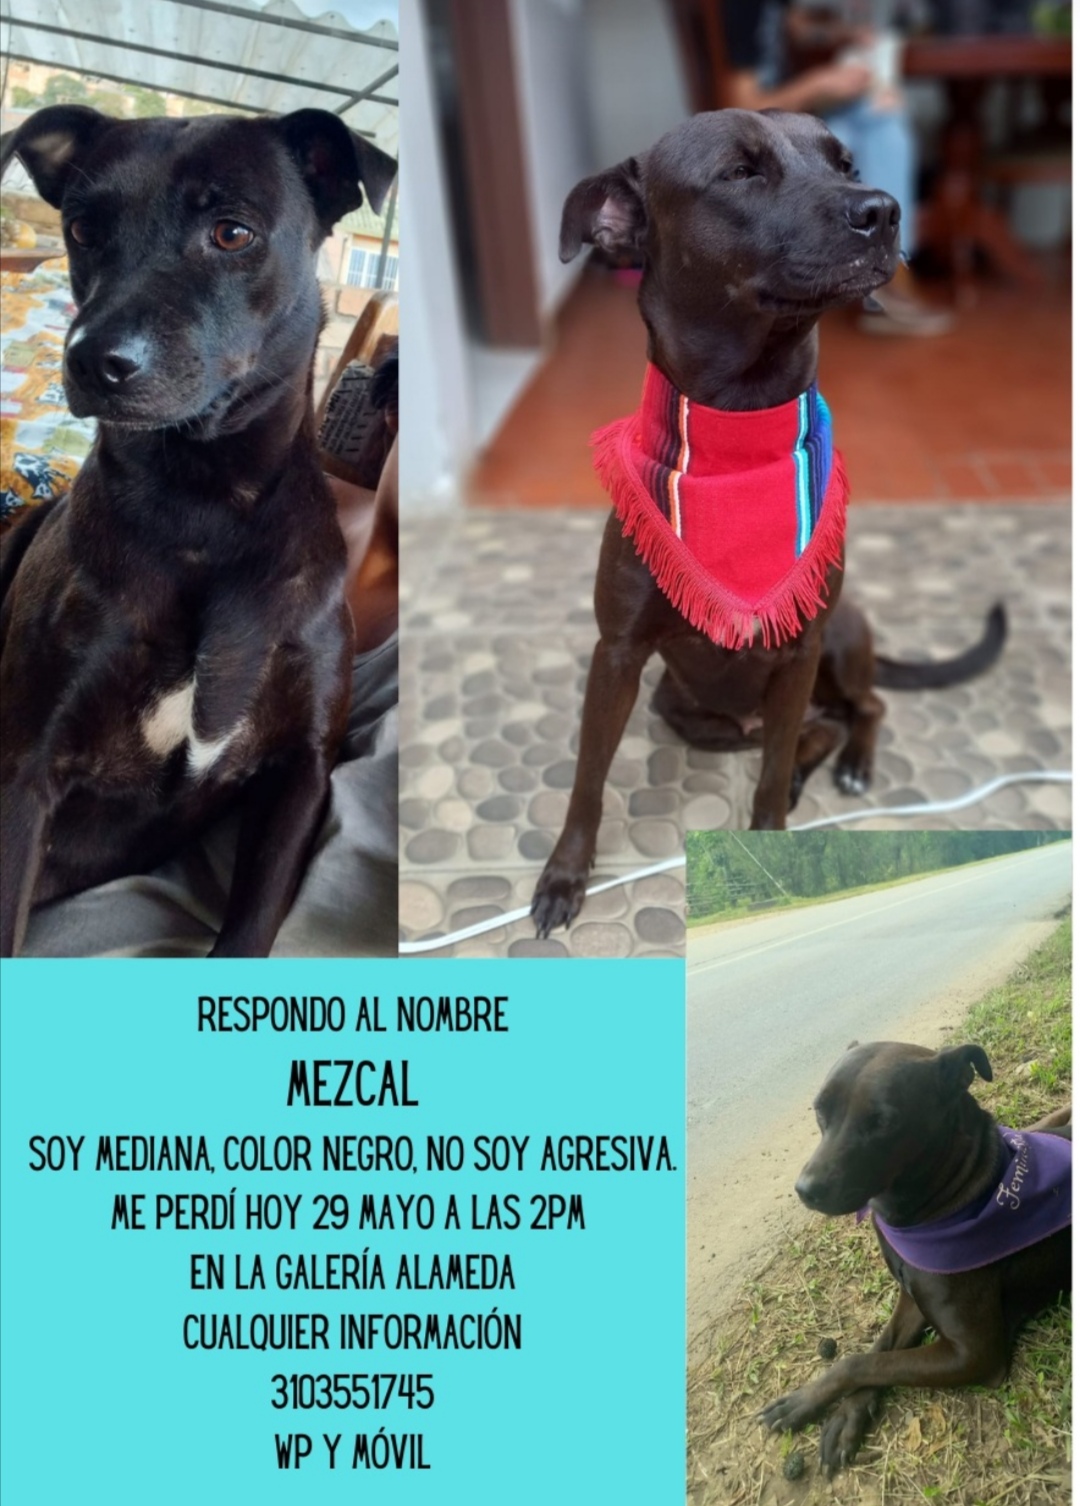 RESPONDO AL NOMBRE
MEZCAL
SOY MEDIANA, COLOR NEGRO, NO SOY AGRESIVA.
ME PERDÍ HOY 29 MAYO A LAS 2PM
EN LA GALERÍA ALAMEDA
CUALQUIER INFORMACIÓN
3103551745
WP Y MÓVIL